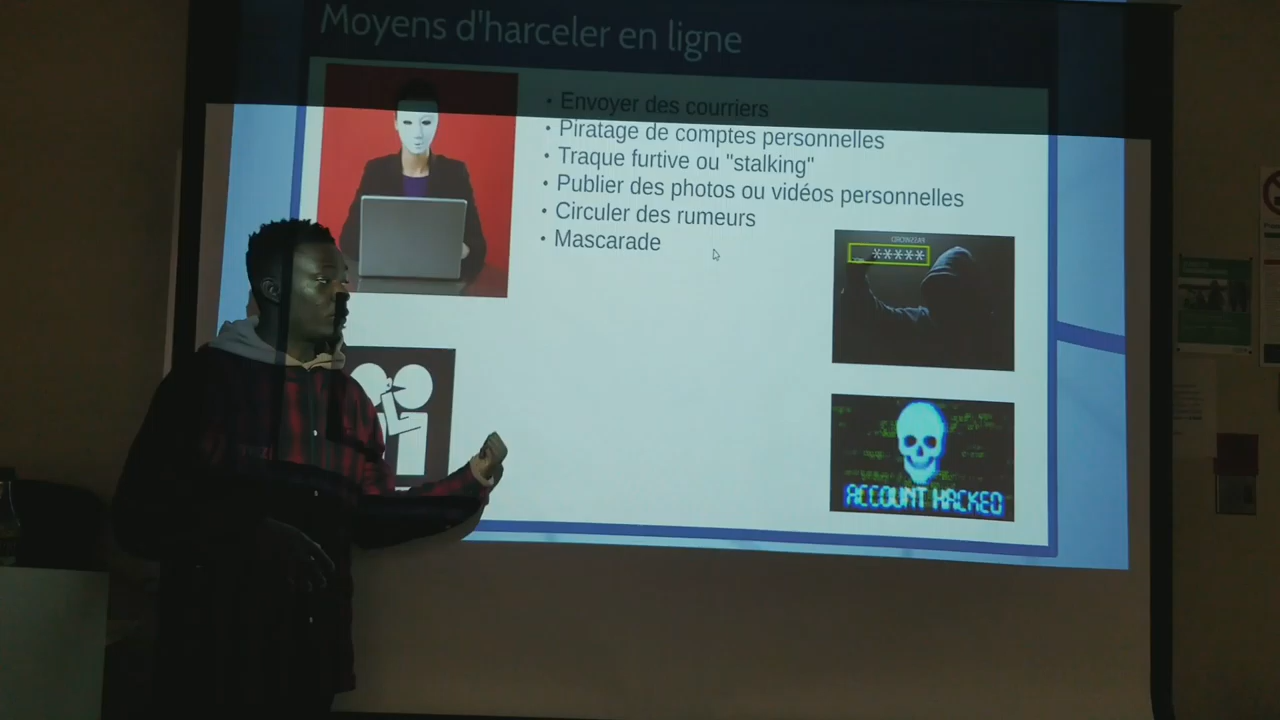 Moyens d'harceler en ligne
• Envoyer des courriers
• Piratage de comptes personnelles
• Traque furtive ou "stalking"
• Publier des photos ou vidéos personnelles
• Circuler des rumeurs
• Mascarade
*****
ACCOUNT HACKED